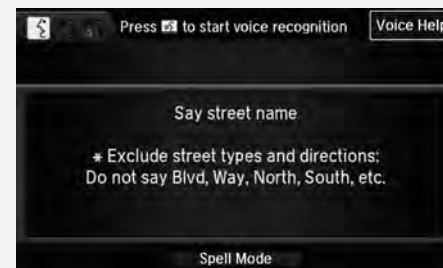 Press to start voice recognition
Voice Help
Say street name
* Exclude street types and directions:
Do not say Blvd, Way, North, South, etc.
Spell Mode